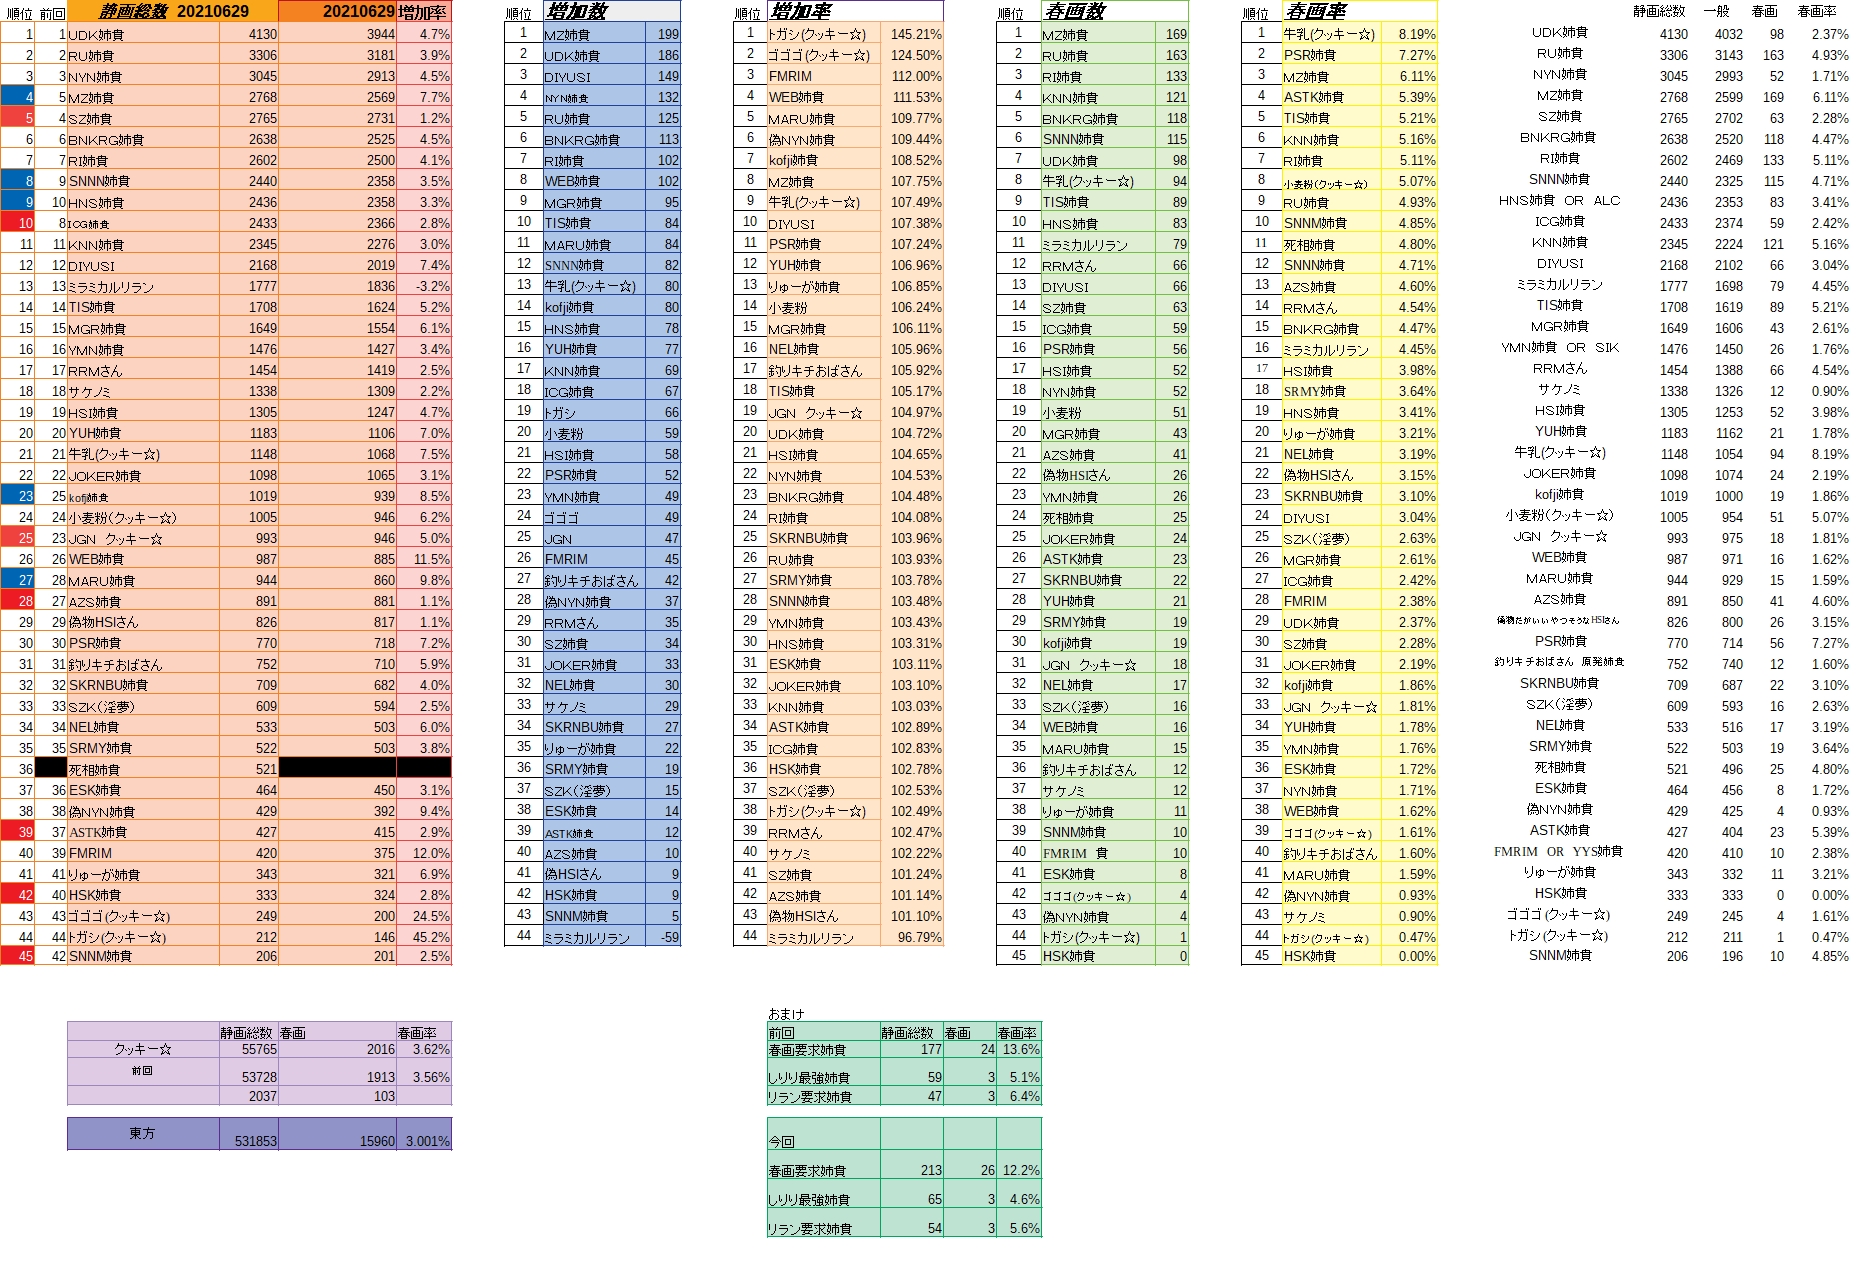 順位 前回 静画総数 20210629 20210629 増加率
1 1 UDK姉貴 4130 3944 4.7%
2 2 RU姉貴 3306 3181 3.9%
3 3 NYN姉貴 3045 2913 4.5%
4 5 MZ姉貴 2768 2569 7.7%
5 4 SZ姉貴 2765 2731 1.2%
6 6 BNKRG姉貴 2638 2525 4.5%
7 7 RI姉貴 2602 2500 4.1%
8 9 SNNN姉貴 2440 2358 3.5%
9 10 HNS姉貴 2436 2358 3.3%
10 8 ICG姉貴 2433 2366 2.8%
11 11 KNN姉貴 2345 2276 3.0%
12 12 DIYUSI 2168 2019 7.4%
13 13 ミラミカルリラン 1777 1836 -3.2%
14 14 TIS姉貴 1708 1624 5.2%
15 15 MGR姉貴 1649 1554 6.1%
16 16 YMN姉貴 1476 1427 3.4%
17 17 RRMさん 1454 1419 2.5%
18 18 サケノミ 1338 1309 2.2%
19 19 HSI姉貴 1305 1247 4.7%
20 20 YUH姉貴 1183 1106 7.0%
21 21 牛乳(クッキー☆) 1148 1068 7.5%
22 22 JOKER姉貴 1098 1065 3.1%
23 25 kofji姉貴 1019 939 8.5%
24 24 小麦粉(クッキー☆) 1005 946 6.2%
25 23 JGN クッキー☆ 993 946 5.0%
26 26 WEB姉貴 987 885 11.5%
27 28 MARU姉貴 944 860 9.8%
28 27 AZS姉貴 891 881 1.1%
29 29 偽物HSIさん 826 817 1.1%
30 30 PSR姉貴 770 718 7.2%
31 31 釣りキチおばさん 752 710 5.9%
32 32 SKRNBU姉貴 709 682 4.0%
33 33 SZK(淫夢) 609 594 2.5%
34 34 NEL姉貴 533 503 6.0%
35 35 SRMY姉貴 522 503 3.8%
36 死相姉貴 521
37 36 ESK姉貴 464 450 3.1%
38 38 偽NYN姉貴 429 392 9.4%
39 37 ASTK姉貴 427 415 2.9%
40 39 FMRIM 420 375 12.0%
41 41 りゅーが姉貴 343 321 6.9%
42 40 HSK姉貴 333 324 2.8%
43 43 ゴゴゴ(クッキー☆) 249 200 24.5%
44 44 トガシ(クッキー☆) 212 146 45.2%
45 42 SNNM姉貴 206 201 2.5%
順位 増加数
1 MZ姉貴 199
2 UDK姉貴 186
3 DIYUSI 149
4 NYN姉貴 132
5 RU姉貴 125
6 BNKRG姉貴 113
7 RI姉貴 102
8 WEB姉貴 102
9 MGR姉貴 95
10 TIS姉貴 84
11 MARU姉貴 84
12 SNNN姉貴 82
13 牛乳(クッキー☆) 80
14 kofji姉貴 80
15 HNS姉貴 78
16 YUH姉貴 77
17 KNN姉貴 69
18 ICG姉貴 67
19 トガシ 66
20 小麦粉 59
21 HSI姉貴 58
22 PSR姉貴 52
23 YMN姉貴 49
24 ゴゴゴ 49
25 JGN 47
26 FMRIM 45
27 釣りキチおばさん 42
28 偽NYN姉貴 37
29 RRMさん 35
30 SZ姉貴 34
31 JOKER姉貴 33
32 NEL姉貴 30
33 サケノミ 29
34 SKRNBU姉貴 27
35 りゅーが姉貴 22
36 SRMY姉貴 19
37 SZK(淫夢) 15
38 ESK姉貴 14
39 ASTK姉貴 12
40 AZS姉貴 10
41 偽HSIさん 9
42 HSK姉貴 9
43 SNNM姉貴 5
44 ミラミカルリラン -59
順位 増加率
1 トガシ(クッキー☆) 145.21%
2 ゴゴゴ(クッキー☆) 124.50%
3 FMRIM 112.00%
4 WEB姉貴 111.53%
5 MARU姉貴 109.77%
6 偽NYN姉貴 109.44%
7 kofji姉貴 108.52%
8 MZ姉貴 107.75%
9 牛乳(クッキー☆) 107.49%
10 DIYUSI 107.38%
11 PSR姉貴 107.24%
12 YUH姉貴 106.96%
13 りゅーが姉貴 106.85%
14 小麦粉 106.24%
15 MGR姉貴 106.11%
16 NEL姉貴 105.96%
17 釣りキチおばさん 105.92%
18 TIS姉貴 105.17%
19 JGN クッキー☆ 104.97%
20 UDK姉貴 104.72%
21 HSI姉貴 104.65%
22 NYN姉貴 104.53%
23 BNKRG姉貴 104.48%
24 RI姉貴 104.08%
25 SKRNBU姉貴 103.96%
26 RU姉貴 103.93%
27 SRMY姉貴 103.78%
28 SNNN姉貴 103.48%
29 YMN姉貴 103.43%
30 HNS姉貴 103.31%
31 ESK姉貴 103.11%
32 JOKER姉貴 103.10%
33 KNN姉貴 103.03%
34 ASTK姉貴 102.89%
35 ICG姉貴 102.83%
36 HSK姉貴 102.78%
37 SZK(淫夢) 102.53%
38 トガシ(クッキー☆) 102.49%
39 RRMさん 102.47%
40 サケノミ 102.22%
41 SZ姉貴 101.24%
42 AZS姉貴 101.14%
43 偽物HSIさん 101.10%
44 ミラミカルリラン 96.79%
順位 春画数
1 MZ姉貴 169
2 RU姉貴 163
3 RI姉貴 133
4 KNN姉貴 121
5 BNKRG姉貴 118
6 SNNN姉貴 115
7 UDK姉貴 98
8 牛乳(クッキー☆) 94
9 TIS姉貴 89
10 HNS姉貴 83
11 ミラミカルリラン 79
12 RRMさん 66
13 DIYUSI 66
14 SZ姉貴 63
15 ICG姉貴 59
16 PSR姉貴 56
17 HSI姉貴 52
18 NYN姉貴 52
19 小麦粉 51
20 MGR姉貴 43
21 AZS姉貴 41
22 偽物HSIさん 26
23 YMN姉貴 26
24 死相姉貴 25
25 JOKER姉貴 24
26 ASTK姉貴 23
27 SKRNBU姉貴 22
28 YUH姉貴 21
29 SRMY姉貴 19
30 kofji姉貴 19
31 JGN クッキー☆ 18
32 NEL姉貴 17
33 SZK(淫夢) 16
34 WEB姉貴 16
35 MARU姉貴 15
36 釣りキチおばさん 12
37 サケノミ 12
38 りゅーが姉貴 11
39 SNNM姉貴 10
40 FMRIM 貴 10
41 ESK姉貴 8
42 ゴゴゴ(クッキー☆) 4
43 偽NYN姉貴 4
44 トガシ(クッキー☆) 1
45 HSK姉貴 0
順位 春画率
1 牛乳(クッキー☆) 8.19%
2 PSR姉貴 7.27%
3 MZ姉貴 6.11%
4 ASTK姉貴 5.39%
5 TIS姉貴 5.21%
6 KNN姉貴 5.16%
7 RI姉貴 5.11%
8 小麦粉(クッキー☆) 5.07%
9 RU姉貴 4.93%
10 SNNM姉貴 4.85%
11 死相姉貴 4.80%
12 SNNN姉貴 4.71%
13 AZS姉貴 4.60%
14 RRM姉貴 4.54%
15 BNKRG姉貴 4.47%
16 ミラミカルリラン 4.45%
17 HSI姉貴 3.98%
18 SRMY姉貴 3.64%
19 HNS姉貴 3.41%
20 りゅーが姉貴 3.21%
21 NEL姉貴 3.19%
22 偽物HSIさん 3.15%
23 SKRNBU姉貴 3.10%
24 DIYUSI 3.04%
25 SZK(淫夢) 2.63%
26 MGR姉貴 2.61%
27 ICG姉貴 2.42%
28 FMRIM 2.38%
29 UDK姉貴 2.37%
30 SZ姉貴 2.28%
31 JOKER姉貴 2.19%
32 kofji姉貴 1.86%
33 JGN クッキー☆ 1.81%
34 YUH姉貴 1.78%
35 YMN姉貴 1.76%
36 ESK姉貴 1.72%
37 NYN姉貴 1.71%
38 WEB姉貴 1.62%
39 ゴゴゴ(クッキー☆) 1.61%
40 釣りキチおばさん 1.60%
41 MARU姉貴 1.59%
42 偽NYN姉貴 0.93%
43 サケノミ 0.90%
44 トガシ(クッキー☆) 0.47%
45 HSK姉貴 0.00%
静画総数 一般 春画 春画率
UDK姉貴 4130 4032 98 2.37%
RU姉貴 3306 3143 163 4.93%
NYN姉貴 3045 2993 52 1.71%
MZ姉貴 2768 2599 169 6.11%
SZ姉貴 2765 2702 63 2.28%
BNKRG姉貴 2638 2520 118 4.47%
RI姉貴 2602 2469 133 5.11%
SNNN姉貴 2440 2325 115 4.71%
HNS姉貴 OR ALC 2436 2353 83 3.41%
ICG姉貴 2433 2374 59 2.42%
KNN姉貴 2345 2224 121 5.16%
DIYUSI 2168 2102 66 3.04%
ミラミカルリラン 1777 1698 79 4.45%
TIS姉貴 1708 1619 89 5.21%
MGR姉貴 1649 1606 43 2.61%
YMN姉貴 OR SIK 1476 1450 26 1.76%
RRMさん 1454 1388 66 4.54%
サケノミ 1338 1326 12 0.90%
HSI姉貴 1305 1253 52 3.98%
YUH姉貴 1183 1162 21 1.78%
牛乳(クッキー☆) 1148 1054 94 8.19%
JOKER姉貴 1098 1074 24 2.19%
kofji姉貴 1019 1000 19 1.86%
小麦粉(クッキー☆) 1005 954 51 5.07%
JGN クッキー☆ 993 975 18 1.81%
WEB姉貴 987 971 16 1.62%
MARU姉貴 944 929 15 1.59%
AZS姉貴 891 850 41 4.60%
偽物だがいいやつそうなHSIさん 826 800 26 3.15%
PSR姉貴 770 714 56 7.27%
釣りキチおばさん 原発姉貴 752 740 12 1.60%
SKRNBU姉貴 709 687 22 3.10%
SZK(淫夢) 609 593 16 2.63%
NEL姉貴 533 516 17 3.19%
SRMY姉貴 522 503 19 3.64%
死相姉貴 521 496 25 4.80%
ESK姉貴 464 456 8 1.72%
偽NYN姉貴 429 425 4 0.93%
ASTK姉貴 427 404 23 5.39%
FMRIM OR YYS姉貴 420 410 10 2.38%
りゅーが姉貴 343 332 11 3.21%
HSK姉貴 333 333 0 0.00%
ゴゴゴ(クッキー☆) 249 245 4 1.61%
トガシ(クッキー☆) 212 211 1 0.47%
SNNM姉貴 206 196 10 4.85%
静画総数 春画 春画率
クッキー☆ 55765 2016 3.62%
前回 53728 1913 3.56%
2037 103
東方 531853 15960 3.001%
おまけ
前回 静画総数 春画 春画率
春画要求姉貴 177 24 13.6%
しりり最強姉貴 59 3 5.1%
リラン要求姉貴 47 3 6.4%
今回
春画要求姉貴 213 26 12.2%
しりり最強姉貴 65 3 4.6%
リラン要求姉貴 54 3 5.6%